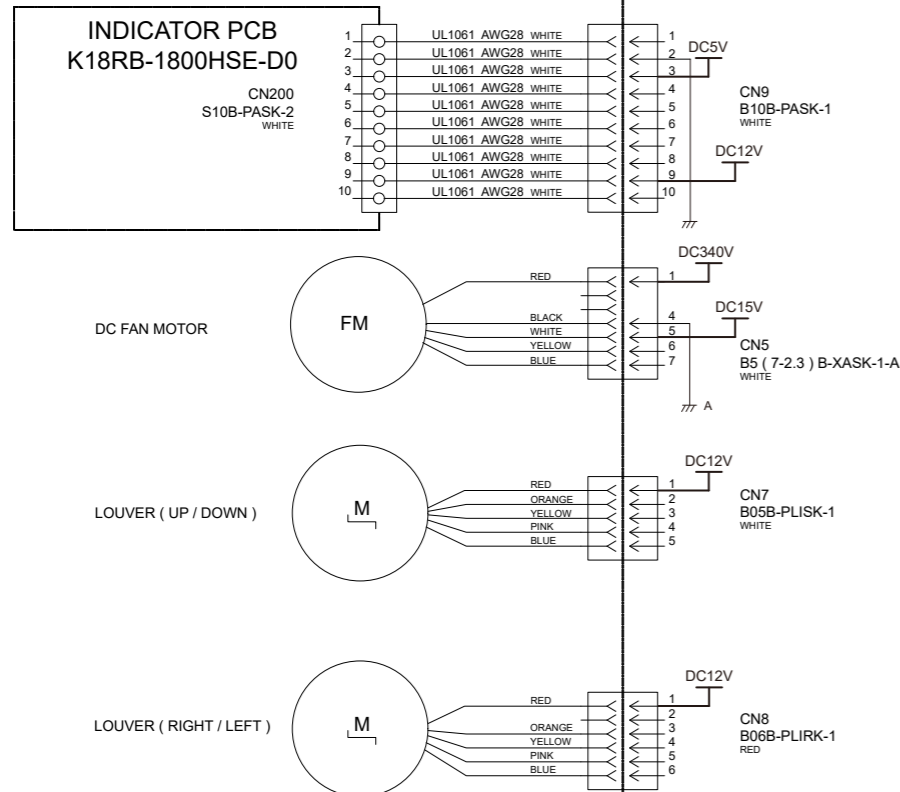 INDICATOR PCB
K18RB-1800HSE-D0
CN200
S10B-PASK-2
WHITE
1 UL1061 AWG28 WHITE 1
2 UL1061 AWG28 WHITE 2
3 UL1061 AWG28 WHITE 3
4 UL1061 AWG28 WHITE 4
5 UL1061 AWG28 WHITE 5
6 UL1061 AWG28 WHITE 6
7 UL1061 AWG28 WHITE 7
8 UL1061 AWG28 WHITE 8
9 UL1061 AWG28 WHITE 9
10 UL1061 AWG28 WHITE 10
DC5V
DC12V
CN9
B10B-PASK-1
WHITE
DC FAN MOTOR
FM
RED 1
BLACK 4
WHITE 5
YELLOW 6
BLUE 7
DC340V
DC15V
CN5
B5 ( 7-2.3 ) B-XASK-1-A
WHITE
A
LOUVER ( UP / DOWN )
M
RED 1
ORANGE 2
YELLOW 3
PINK 4
BLUE 5
DC12V
CN7
B05B-PLISK-1
WHITE
LOUVER ( RIGHT / LEFT )
M
RED 1
2
ORANGE 3
YELLOW 4
PINK 5
BLUE 6
DC12V
CN8
B06B-PLIRK-1
RED